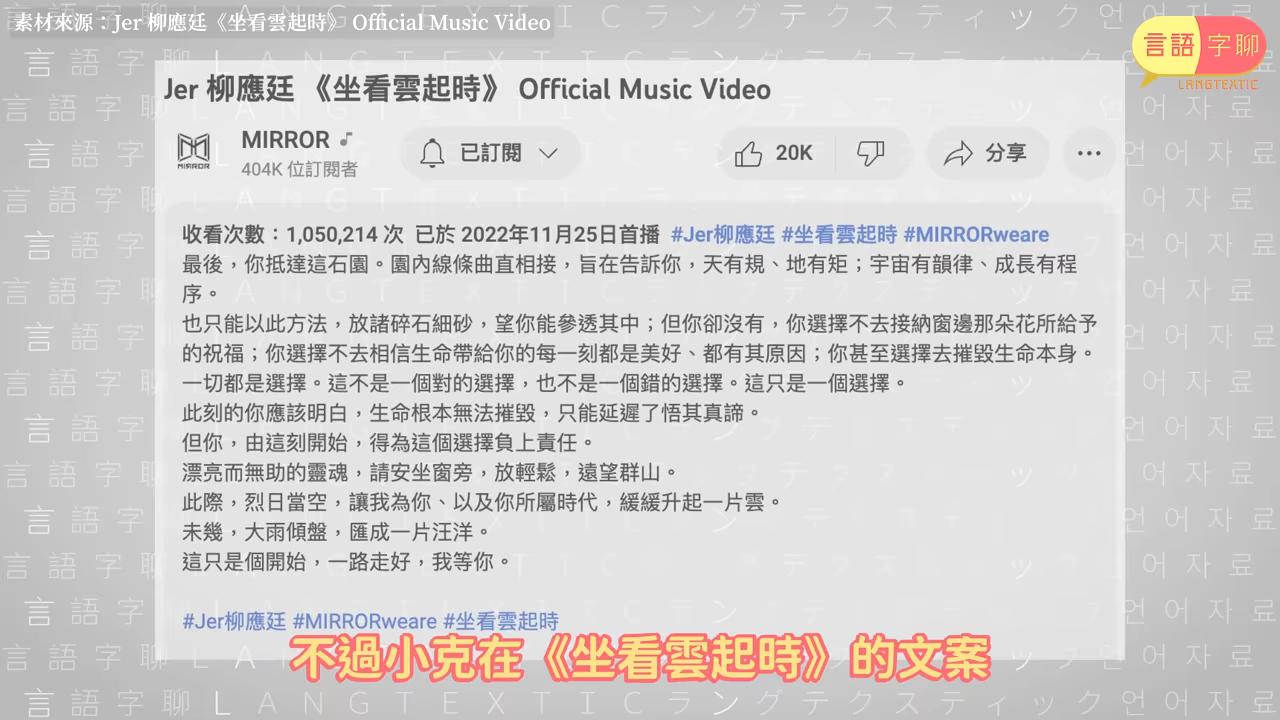 素材來源：Jer 柳應廷《坐看雲起時》 Official Music Video
言語字聊
LANGTEXTIC
Jer 柳應廷 《坐看雲起時》 Official Music Video
MIRROR
MIRROR ♪
404K 位訂閱者
已訂閱
20K
分享
收看次數：1,050,214 次 已於 2022年11月25日首播 #Jer柳應廷 #坐看雲起時 #MIRRORweare
最後，你抵達這石園。園內線條曲直相接，旨在告訴你，天有規、地有矩；宇宙有韻律、成長有程
序。
也只能以此方法，放諸碎石細砂，望你能參透其中；但你卻沒有，你選擇不去接納窗邊那朵花所給予
的祝福；你選擇不去相信生命帶給你的每一刻都是美好、都有其原因；你甚至選擇去摧毀生命本身。
一切都是選擇。這不是一個對的選擇，也不是一個錯的選擇。這只是一個選擇。
此刻的你應該明白，生命根本無法摧毀，只能延遲了悟其真諦。
但你，由這刻開始，得為這個選擇負上責任。
漂亮而無助的靈魂，請安坐窗旁，放輕鬆，遠望群山。
此際，烈日當空，讓我為你、以及你所屬時代，緩緩升起一片雲。
未幾，大雨傾盤，匯成一片汪洋。
這只是個開始，一路走好，我等你。
#Jer柳應廷 #MIRRORweare #坐看雲起時
不過小克在《坐看雲起時》的文案